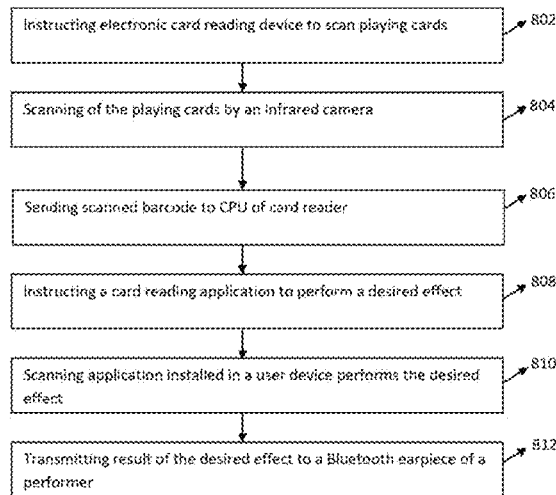 Instructing electronic card reading device to scan playing cards
802
Scanning of the playing cards by an infrared camera
804
Sending scanned barcode to CPU of card reader
806
Instructing a card reading application to perform a desired effect
808
Scanning application installed in a user device performs the desired
effect
810
Transmitting result of the desired effect to a Bluetooth earpiece of a
performer
812